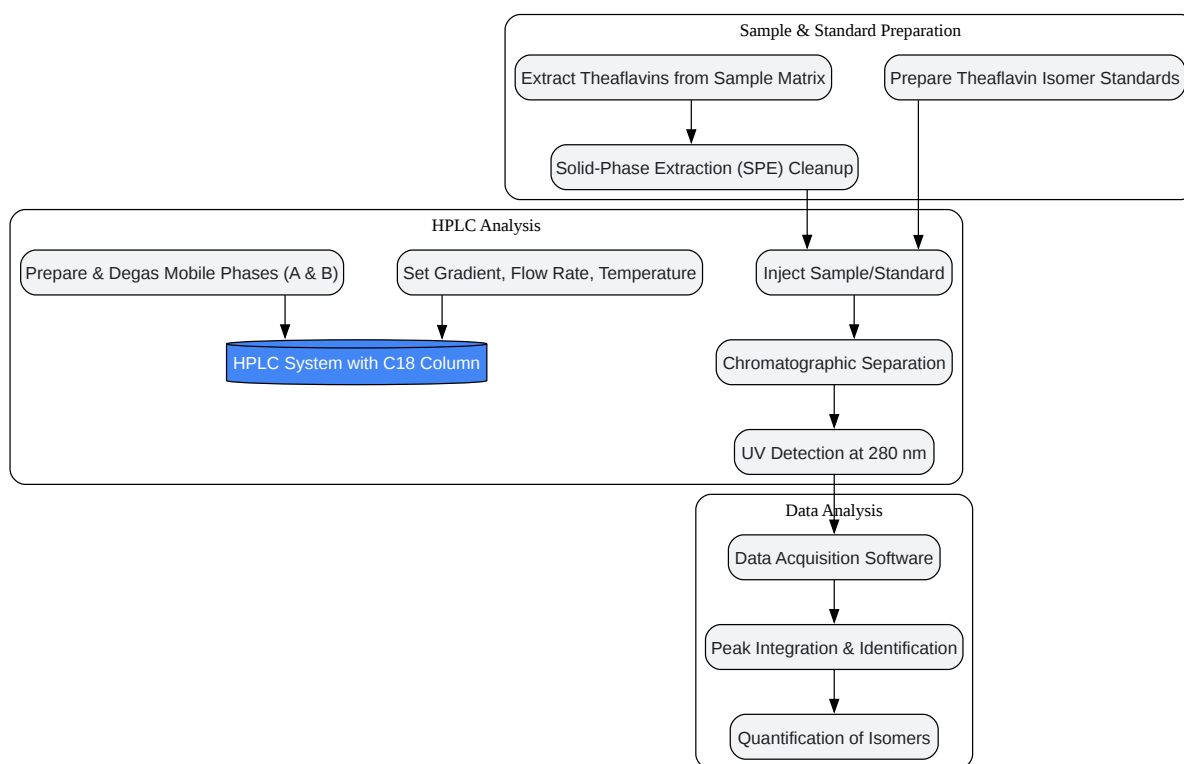 Sample & Standard Preparation
Extract Theaflavins from Sample Matrix
Prepare Theaflavin Isomer Standards
Solid-Phase Extraction (SPE) Cleanup
HPLC Analysis
Prepare & Degas Mobile Phases (A & B)
Set Gradient, Flow Rate, Temperature
Inject Sample/Standard
HPLC System with C18 Column
Chromatographic Separation
UV Detection at 280 nm
Data Analysis
Data Acquisition Software
Peak Integration & Identification
Quantification of Isomers